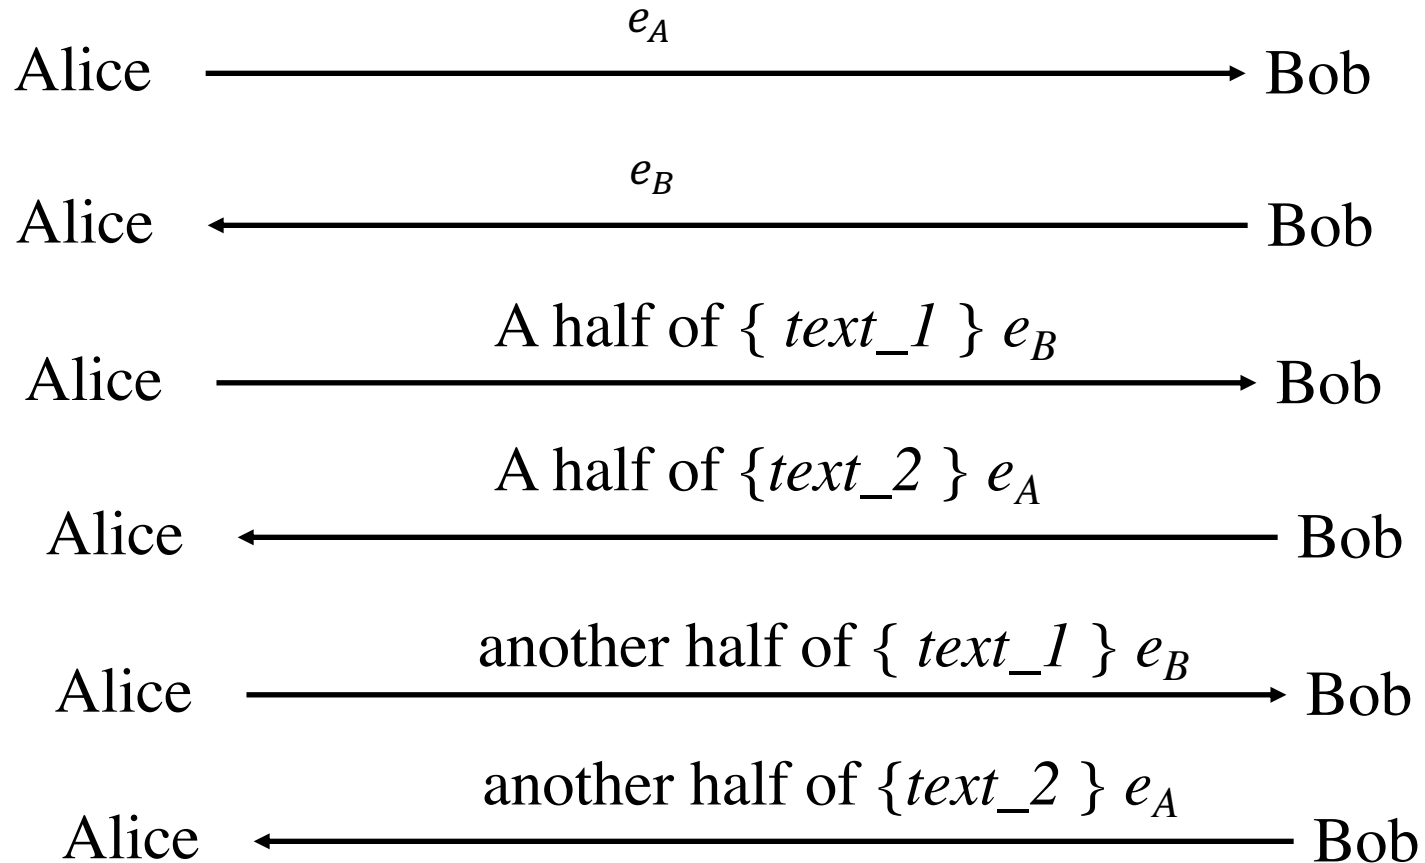 e_A
Alice Bob
e_B
Alice Bob
A half of { text_1 } e_B
Alice Bob
A half of {text_2 } e_A
Alice Bob
another half of { text_1 } e_B
Alice Bob
another half of {text_2 } e_A
Alice Bob